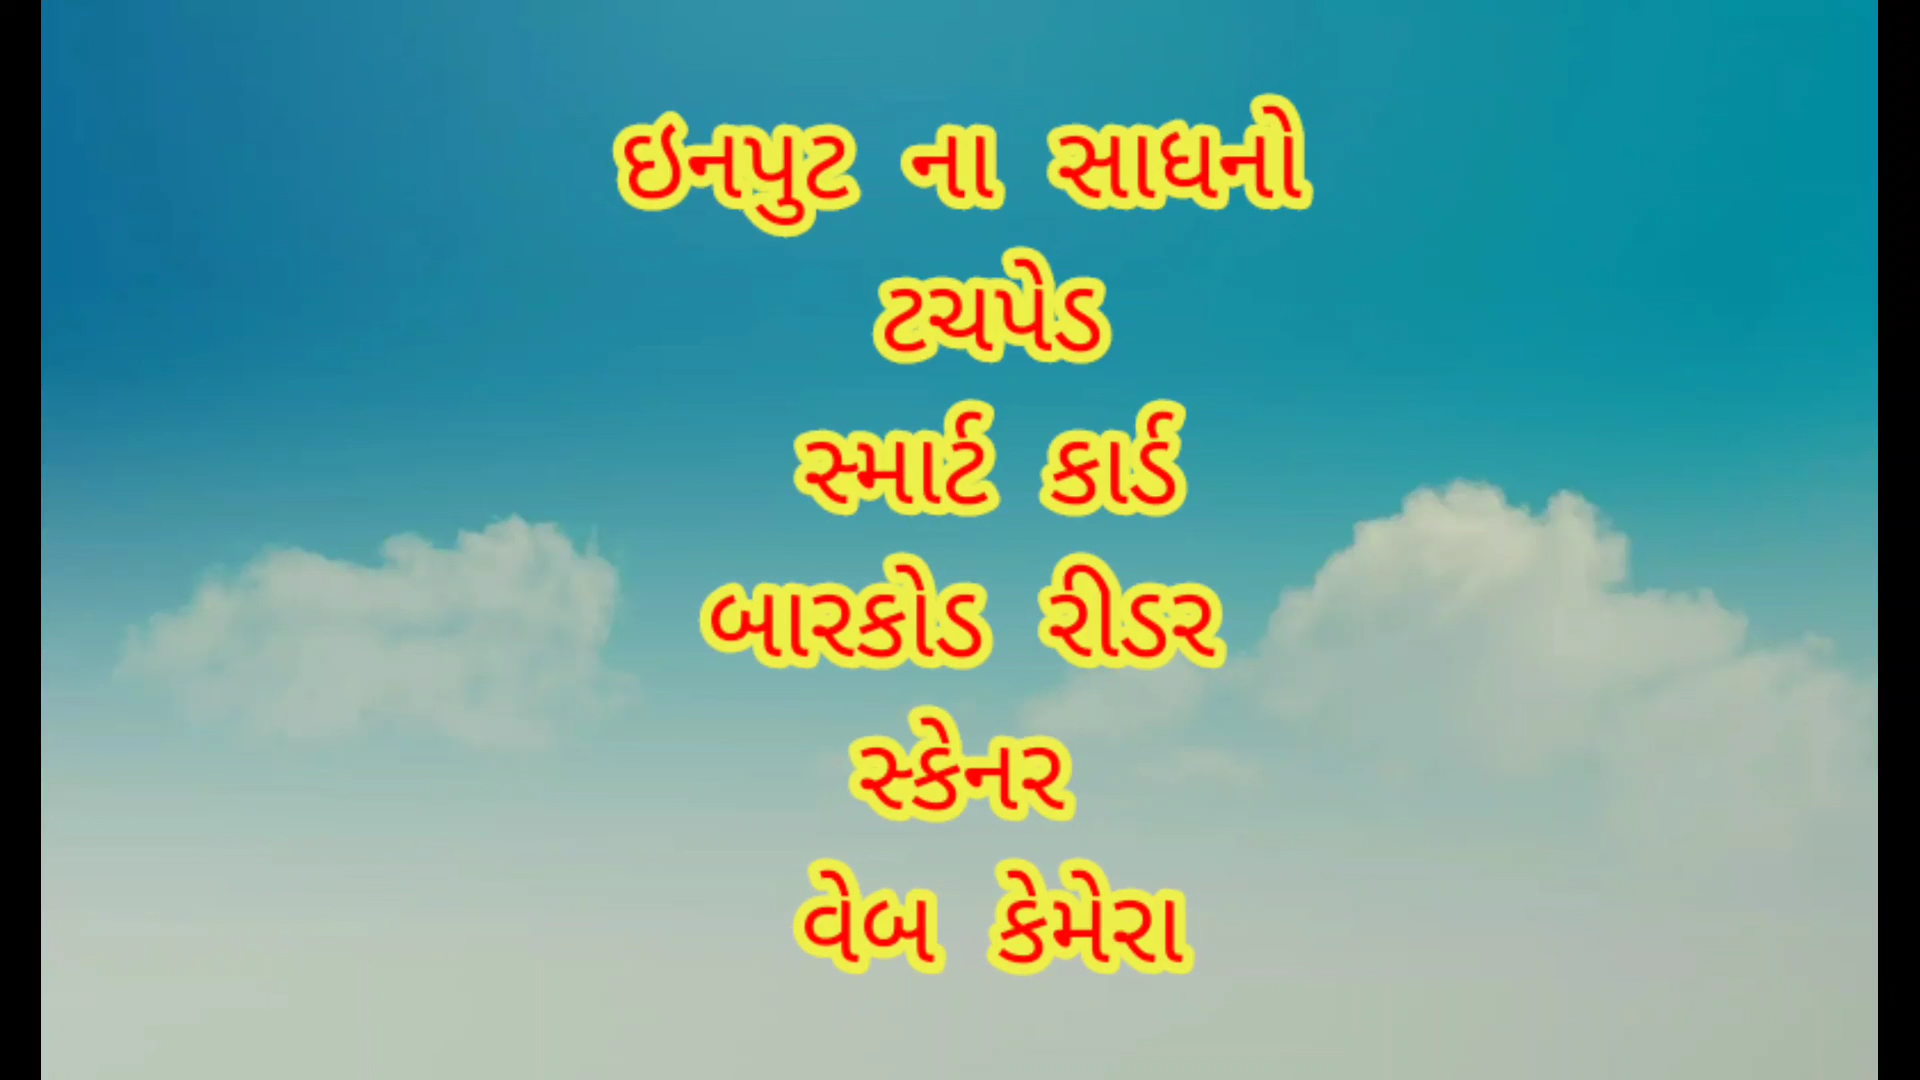 ઇનપુટ ના સાધનો
ટચપેડ
સ્માર્ટ કાર્ડ
બારકોડ રીડર
સ્કેનર
વેબ કેમેરા